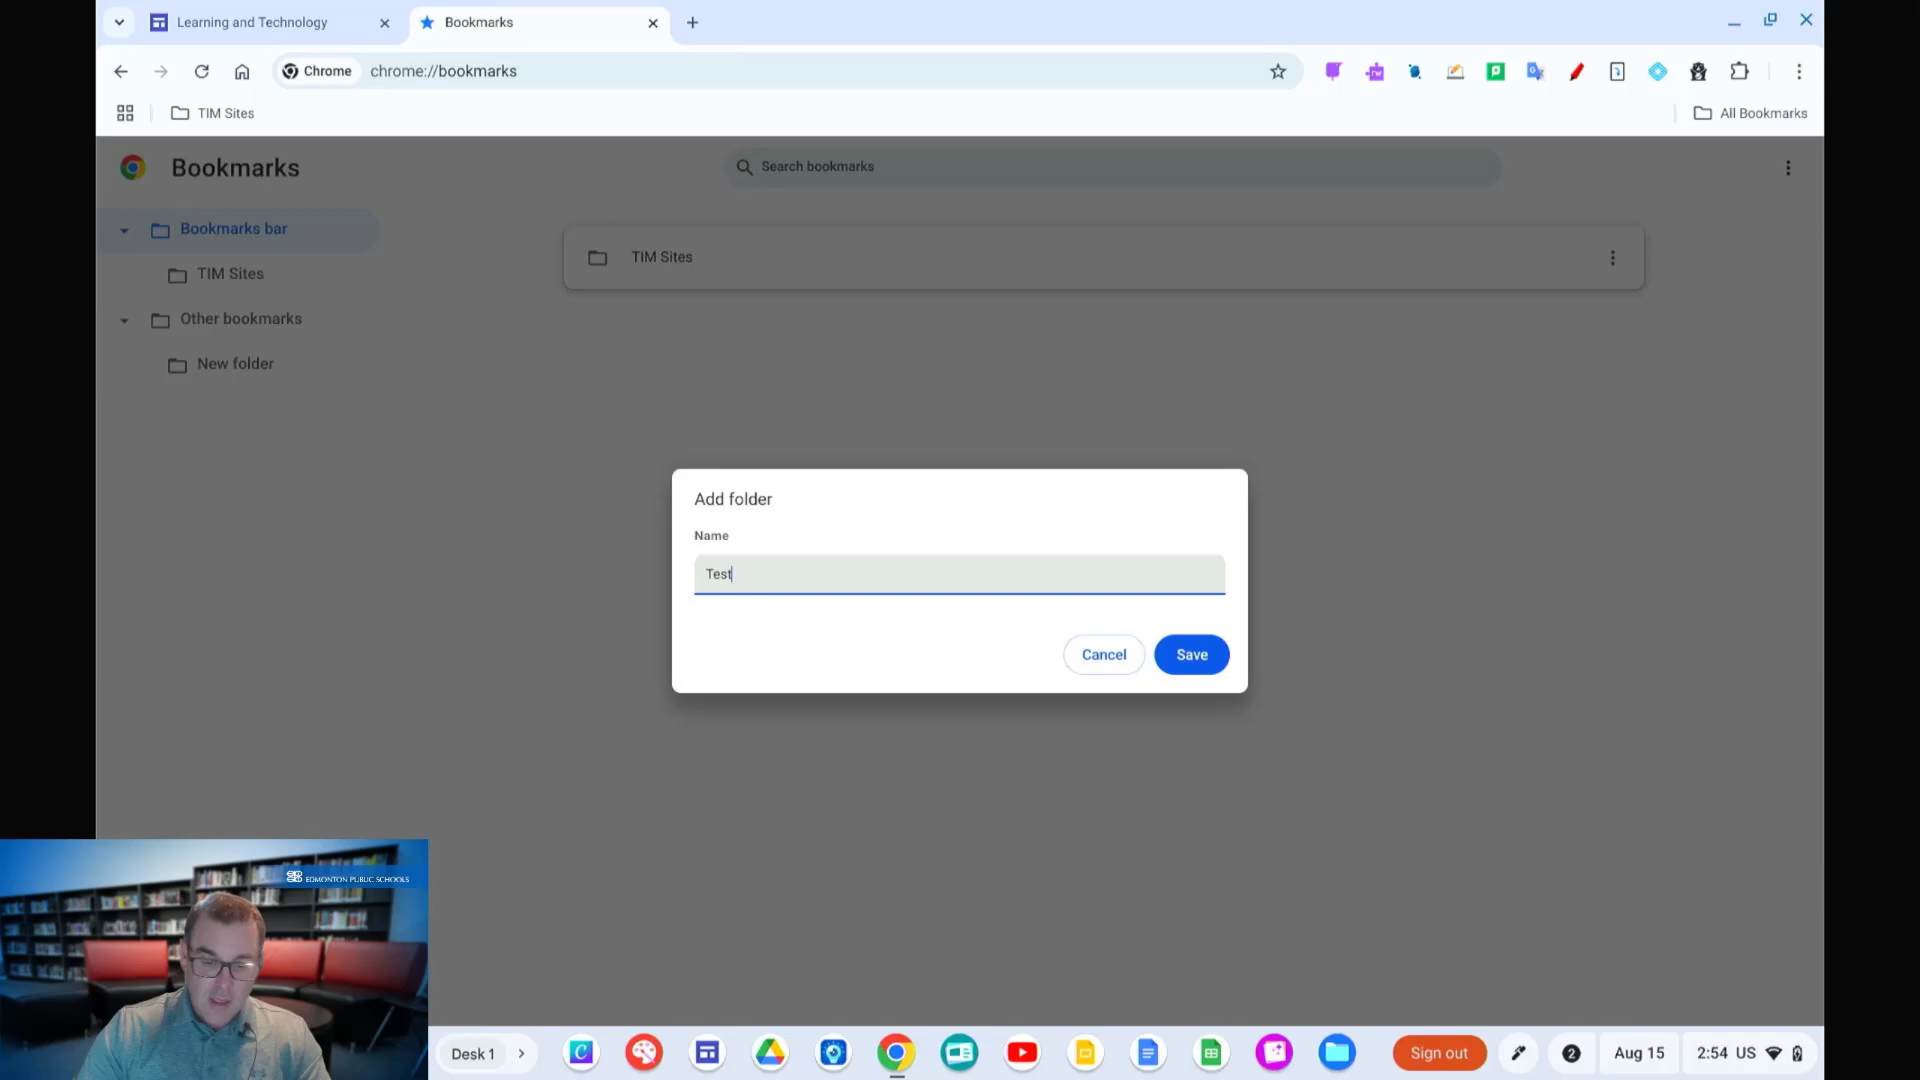 Learning and Technology
Bookmarks
Chrome
chrome://bookmarks
TIM Sites
All Bookmarks
Bookmarks
Search bookmarks
Bookmarks bar
TIM Sites
Other bookmarks
New folder
TIM Sites
Add folder
Name
Test
Cancel
Save
EDMONTON PUBLIC SCHOOLS
Desk 1
Sign out
2
Aug 15
2:54 US